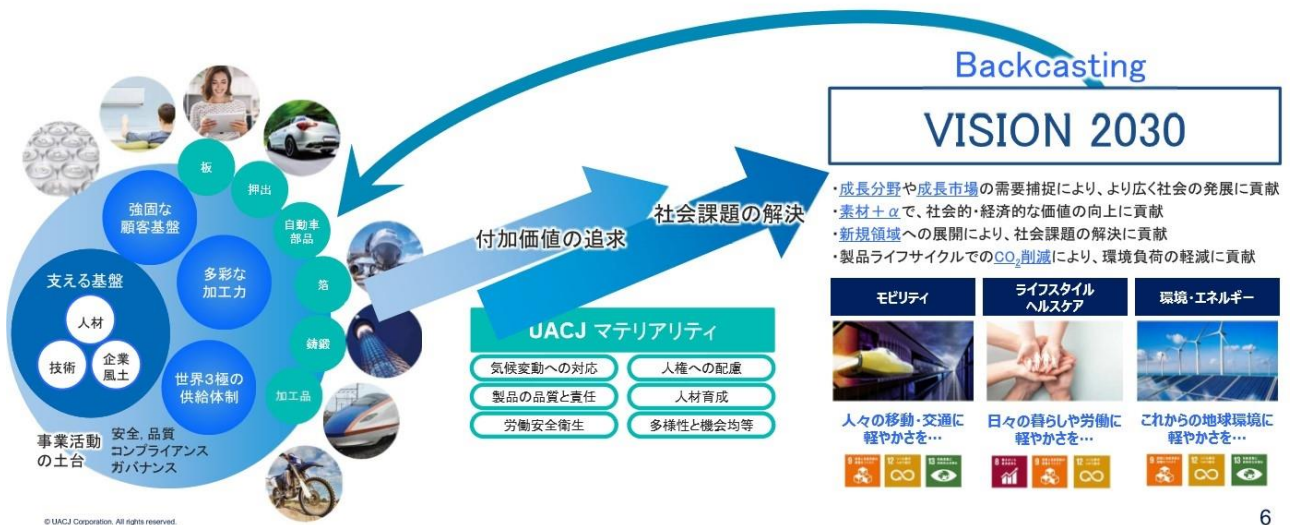 Backcasting
VISION 2030
・成長分野や成長市場の需要捕捉により、より広く社会の発展に貢献
・素材＋αで、社会的・経済的な価値の向上に貢献
・新規領域への展開により、社会課題の解決に貢献
・製品ライフサイクルでのCO₂削減により、環境負荷の軽減に貢献
板
押出
自動車
部品
箔
鋳鍛
加工品
強固な
顧客基盤
多彩な
加工力
世界3極の
供給体制
支える基盤
人材
技術
企業
風土
事業活動
の土台
安全, 品質
コンプライアンス
ガバナンス
付加価値の追求
社会課題の解決
UACJ マテリアリティ
気候変動への対応
人権への配慮
製品の品質と責任
人材育成
労働安全衛生
多様性と機会均等
モビリティ
人々の移動・交通に
軽やかさを…
9
12
13
ライフスタイル
ヘルスケア
日々の暮らしや労働に
軽やかさを…
8
9
12
環境・エネルギー
これからの地球環境に
軽やかさを…
9
12
13
© UACJ Corporation. All rights reserved.
6